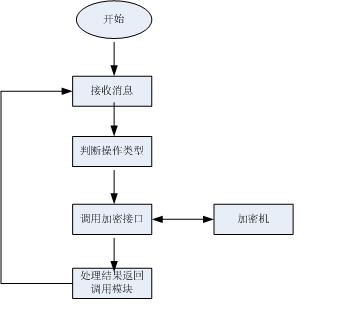 开始
接收消息
判断操作类型
调用加密接口
加密机
处理结果返回
调用模块